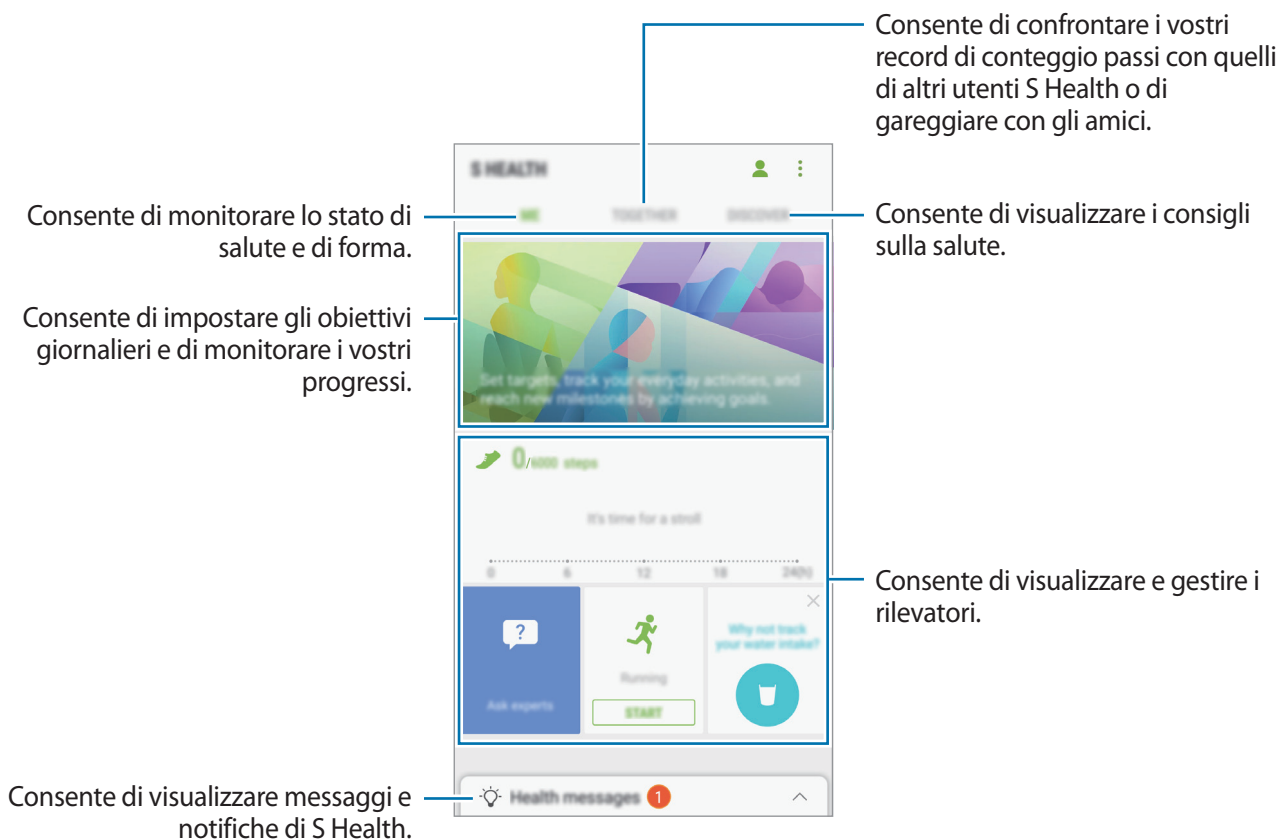 Consente di confrontare i vostri
record di conteggio passi con quelli
di altri utenti S Health o di
gareggiare con gli amici.
S HEALTH
Consente di monitorare lo stato di
salute e di forma.
ME
TOGETHER
DISCOVER
Consente di visualizzare i consigli
sulla salute.
Consente di impostare gli obiettivi
giornalieri e di monitorare i vostri
progressi.
Set targets, track your everyday activities, and
reach new milestones by achieving goals.
0/6000 steps
It's time for a stroll
0 6 12 18 24(h)
Consente di visualizzare e gestire i
rilevatori.
?
Ask experts
Running
START
Why not track
your water intake?
Consente di visualizzare messaggi e
notifiche di S Health.
Health messages 1